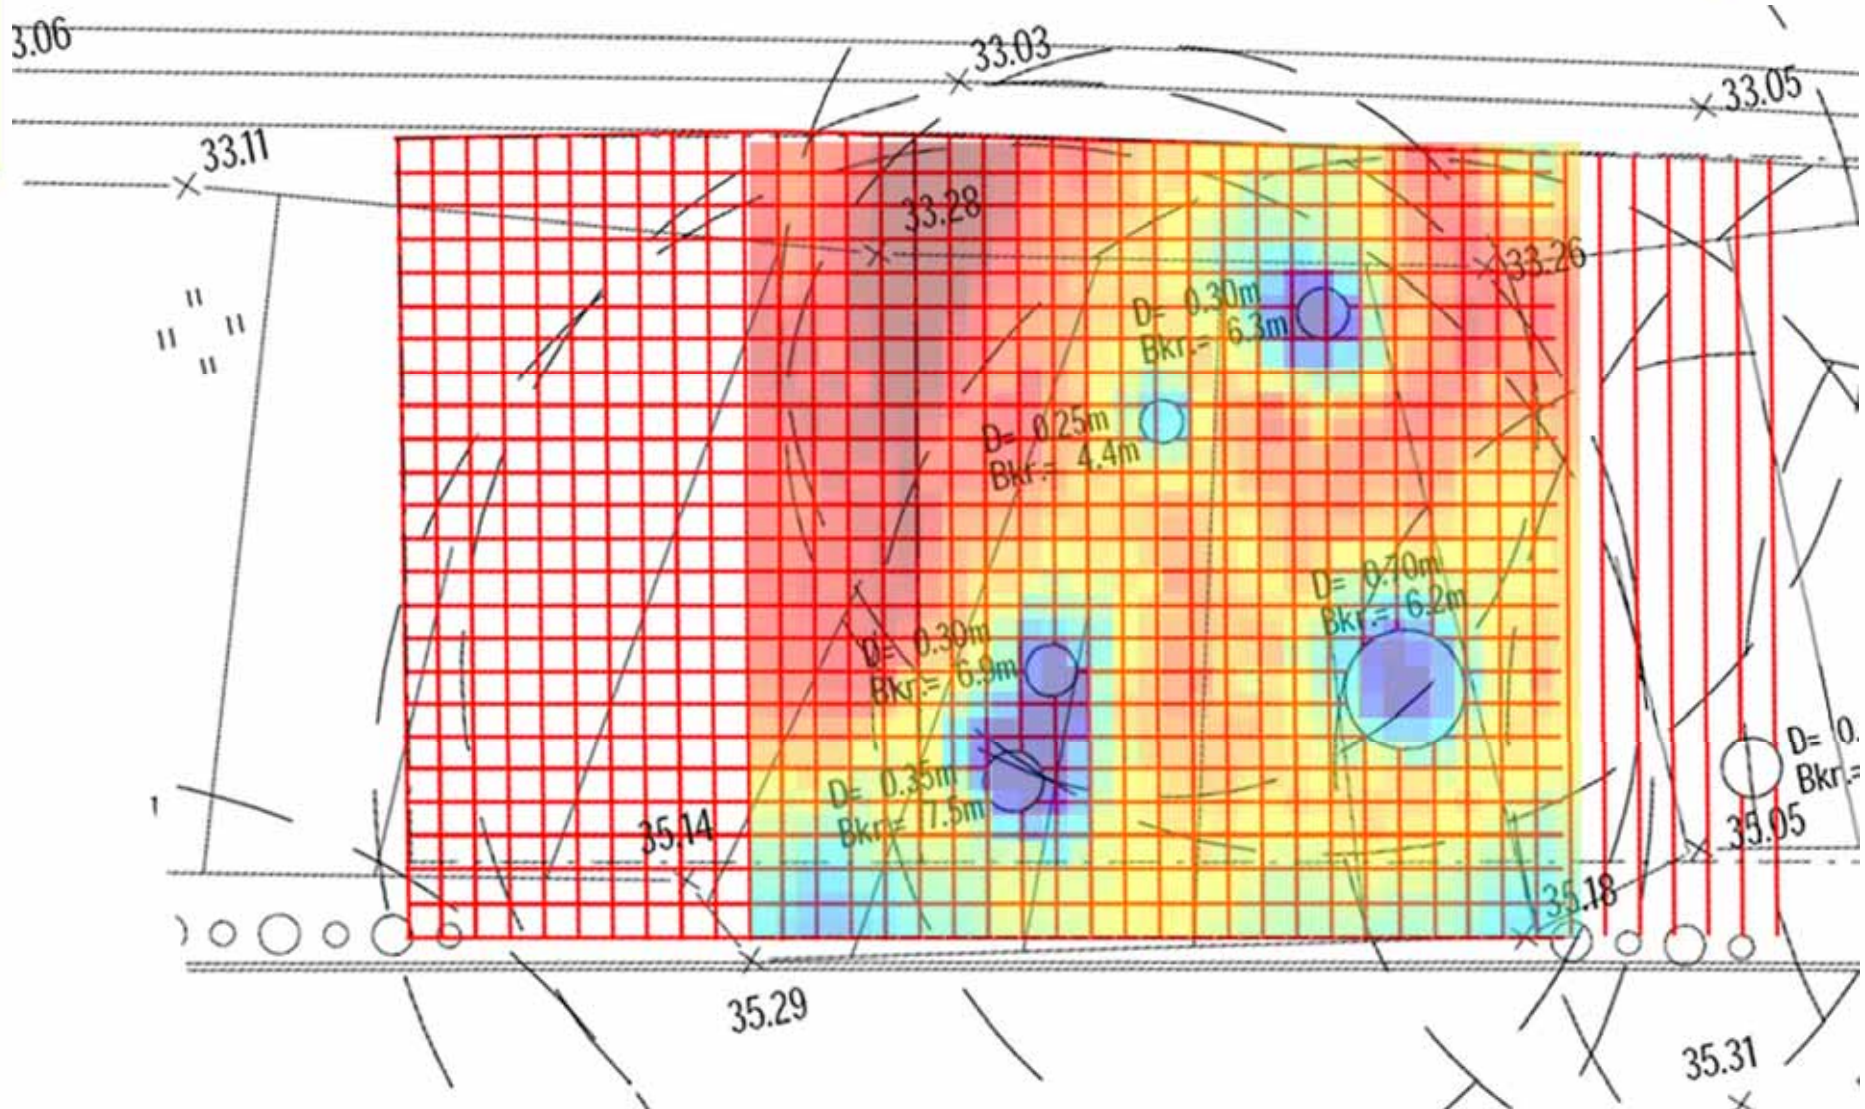 3.06
33.03
33.05
33.11
33.28
33.26
D= 0.30m
Bkr.= 6.3m
D= 0.25m
Bkr.= 4.4m
D= 0.70m
Bkr.= 6.2m
D= 0.30m
Bkr.= 6.9m
D= 0.
Bkr.=
D= 0.35m
Bkr.= 7.5m
35.14
35.05
35.18
35.29
35.31